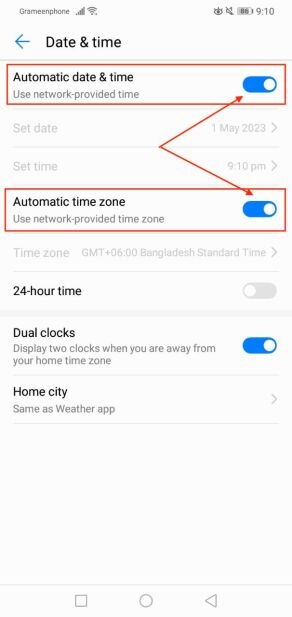 Grameenphone 86 9:10
Date & time
Automatic date & time
Use network-provided time
Set date 1 May 2023
Set time 9:10 pm
Automatic time zone
Use network-provided time zone
Time zone GMT+06:00 Bangladesh Standard Time
24-hour time
Dual clocks
Display two clocks when you are away from
your home time zone
Home city
Same as Weather app